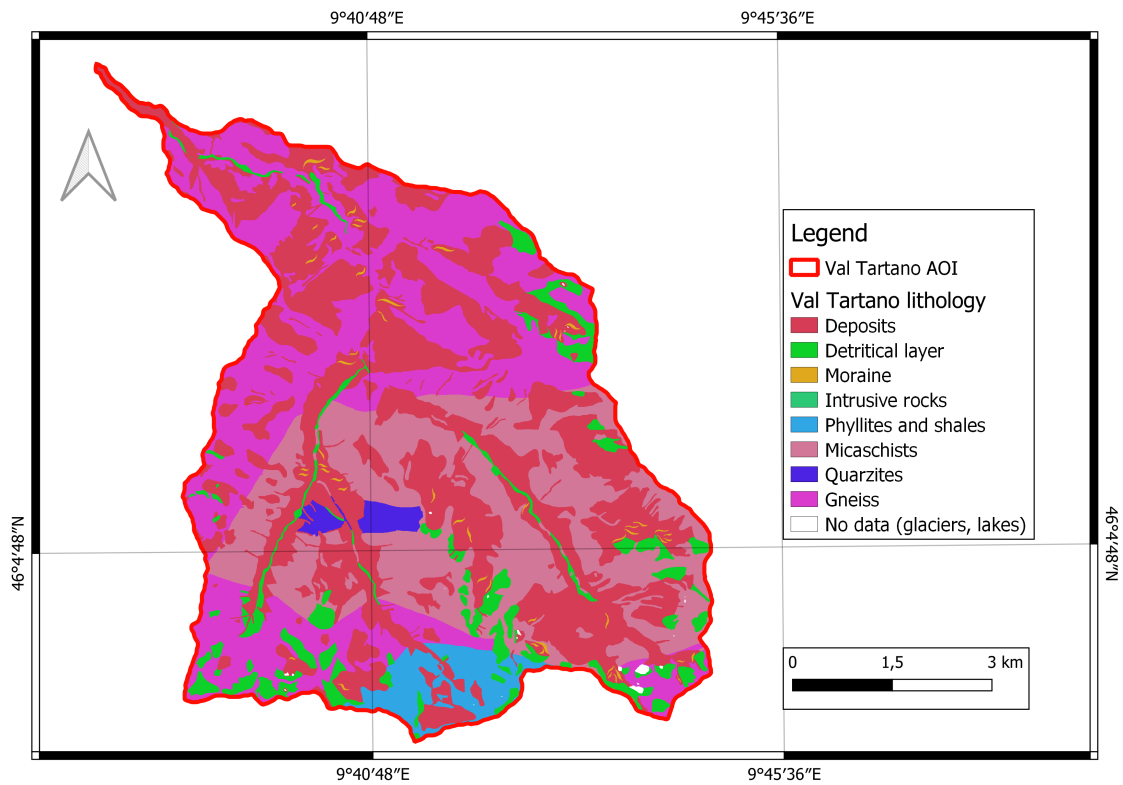 9°40'48"E 9°45'36"E
Legend
Val Tartano AOI
Val Tartano lithology
Deposits
Detritical layer
Moraine
Intrusive rocks
Phyllites and shales
Micaschists
Quarzites
Gneiss
No data (glaciers, lakes)
46°4'48"N
46°4'48"N
0 1,5 3 km
9°40'48"E 9°45'36"E